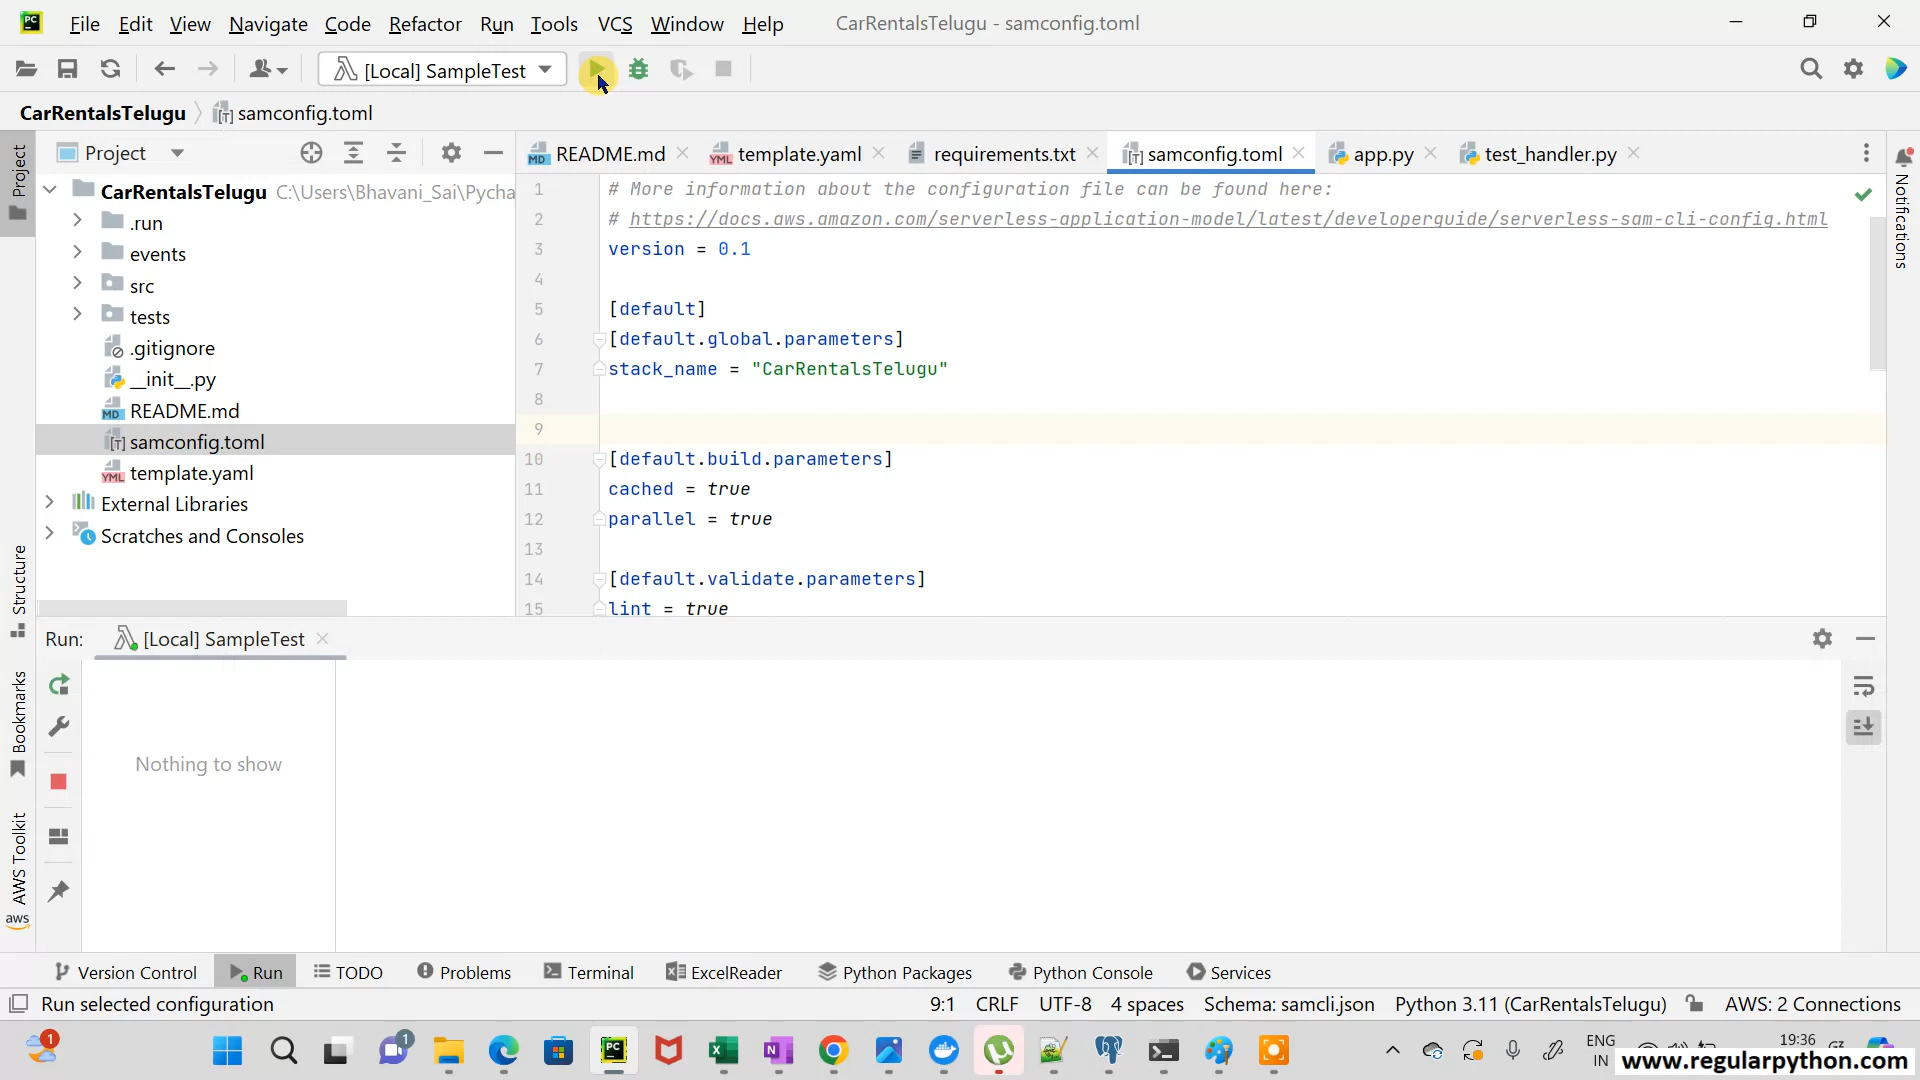 PC File Edit View Navigate Code Refactor Run Tools VCS Window Help CarRentalsTelugu - samconfig.toml
[Local] SampleTest
CarRentalsTelugu samconfig.toml
Project
Project
README.md template.yaml requirements.txt samconfig.toml app.py test_handler.py
CarRentalsTelugu C:\Users\Bhavani_Sai\Pycha
.run
events
src
tests
.gitignore
__init__.py
README.md
samconfig.toml
template.yaml
External Libraries
Scratches and Consoles
1 # More information about the configuration file can be found here:
2 # https://docs.aws.amazon.com/serverless-application-model/latest/developerguide/serverless-sam-cli-config.html
3 version = 0.1
4
5 [default]
6 [default.global.parameters]
7 stack_name = "CarRentalsTelugu"
8
9
10 [default.build.parameters]
11 cached = true
12 parallel = true
13
14 [default.validate.parameters]
15 lint = true
Notifications
Structure
Bookmarks
AWS Toolkit
aws
Run: [Local] SampleTest
Nothing to show
Version Control Run TODO Problems Terminal ExcelReader Python Packages Python Console Services
Run selected configuration 9:1 CRLF UTF-8 4 spaces Schema: samcli.json Python 3.11 (CarRentalsTelugu) AWS: 2 Connections
1 1 PC ENG IN 19:36
www.regularpython.com